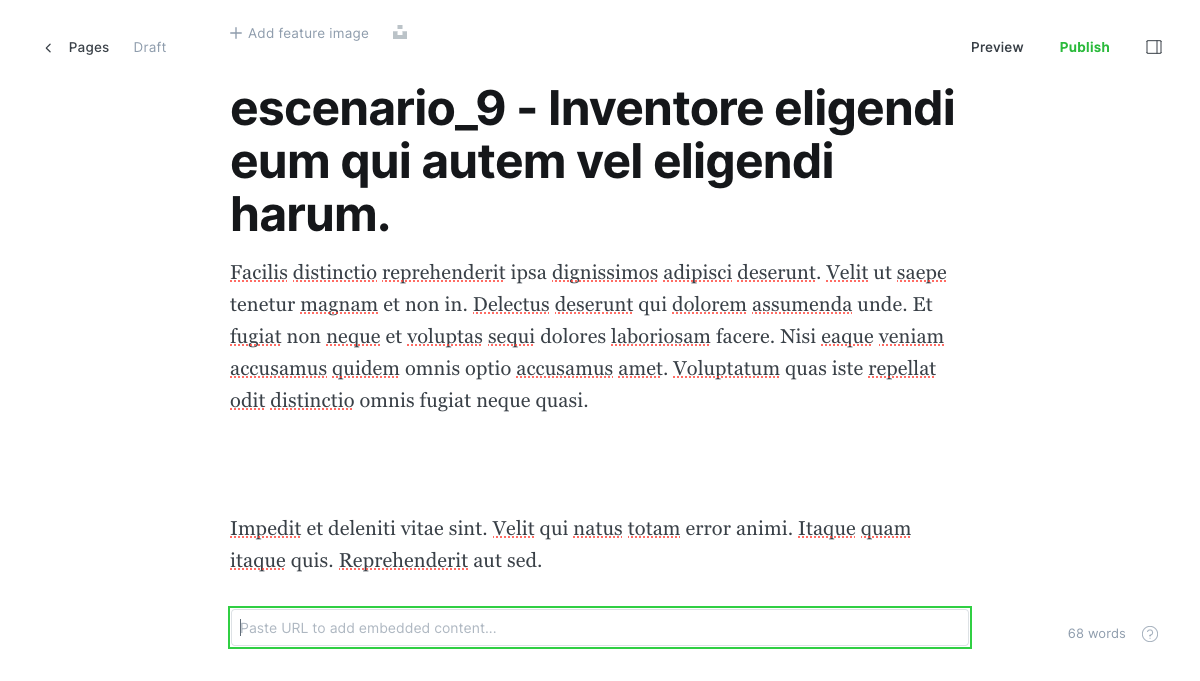 Add feature image
Pages
Draft
Preview
Publish
escenario_9 - Inventore eligendi
eum qui autem vel eligendi
harum.
Facilis distinctio reprehenderit ipsa dignissimos adipisci deserunt. Velit ut saepe
tenetur magnam et non in. Delectus deserunt qui dolorem assumenda unde. Et
fugiat non neque et voluptas sequi dolores laboriosam facere. Nisi eaque veniam
accusamus quidem omnis optio accusamus amet. Voluptatum quas iste repellat
odit distinctio omnis fugiat neque quasi.
Impedit et deleniti vitae sint. Velit qui natus totam error animi. Itaque quam
itaque quis. Reprehenderit aut sed.
Paste URL to add embedded content...
68 words
?